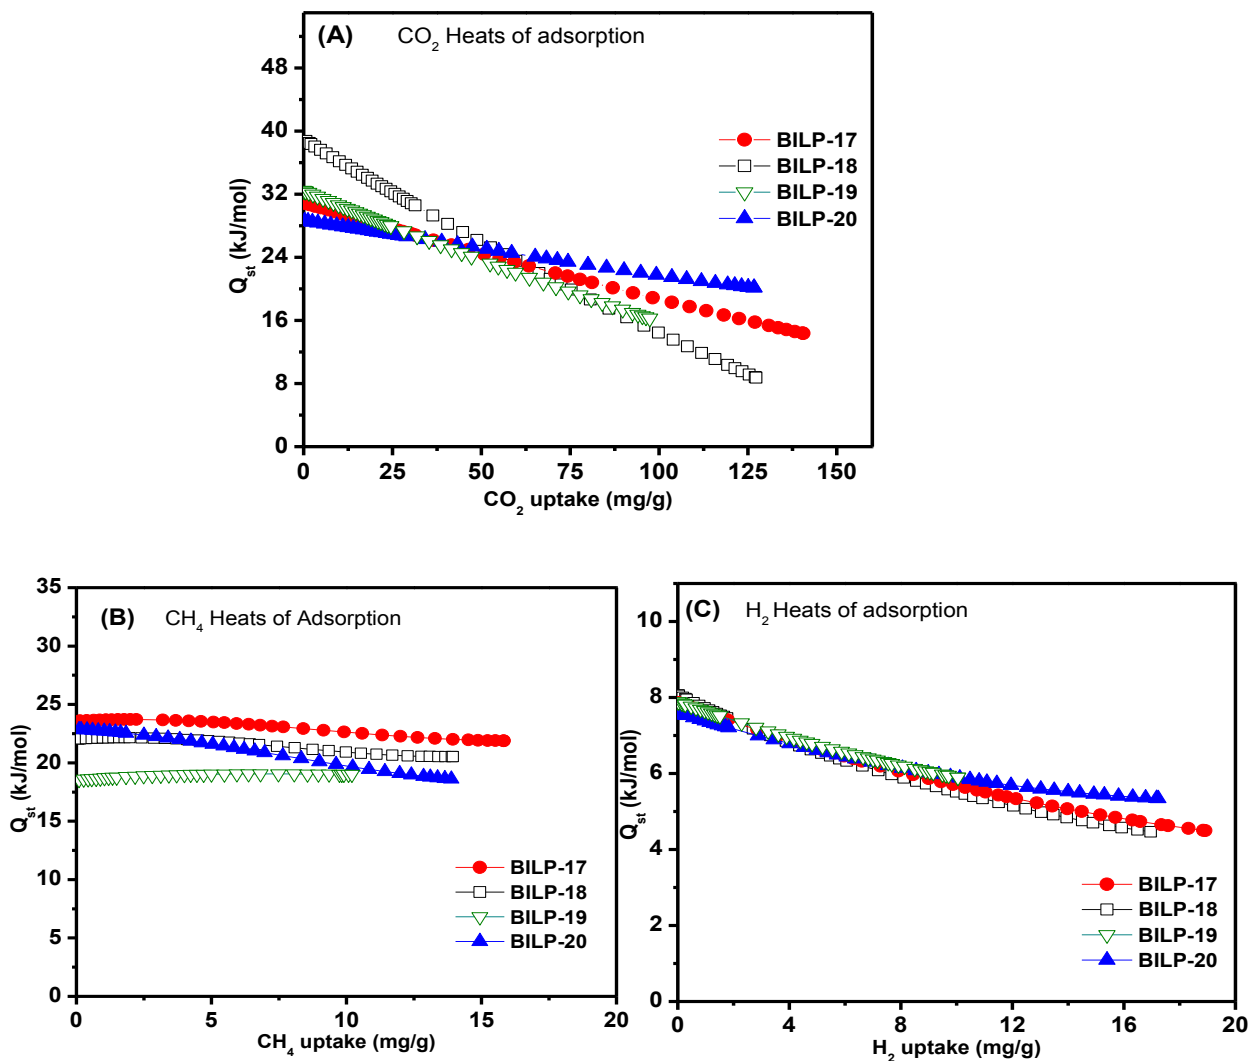 (A) CO2 Heats of adsorption
48
40
32
24
16
8
0
Qst (kJ/mol)
BILP-17
BILP-18
BILP-19
BILP-20
0 25 50 75 100 125 150
CO2 uptake (mg/g)
(B) CH4 Heats of Adsorption
35
30
25
20
15
10
5
0
Qst (kJ/mol)
BILP-17
BILP-18
BILP-19
BILP-20
0 5 10 15 20
CH4 uptake (mg/g)
(C) H2 Heats of adsorption
10
8
6
4
2
0
Qst (kJ/mol)
BILP-17
BILP-18
BILP-19
BILP-20
0 4 8 12 16 20
H2 uptake (mg/g)